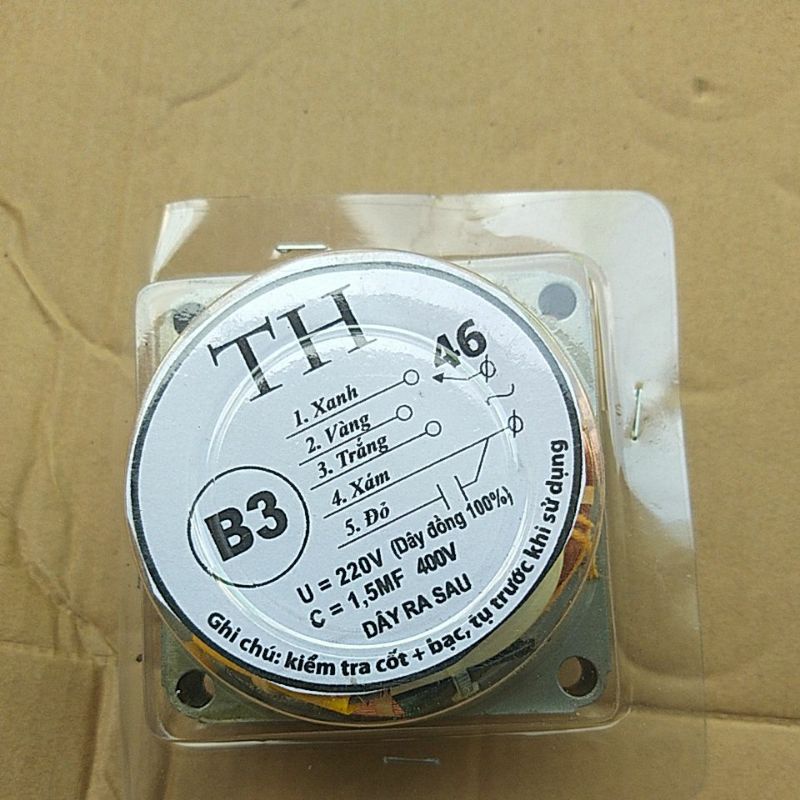 TH
46
1. Xanh
2. Vàng
3. Trắng
4. Xám
5. Đỏ
B3
U = 220V (Dây đồng 100%)
C = 1,5MF 400V
DÂY RA SAU
Ghi chú: kiểm tra cốt + bạc, tụ trước khi sử dụng